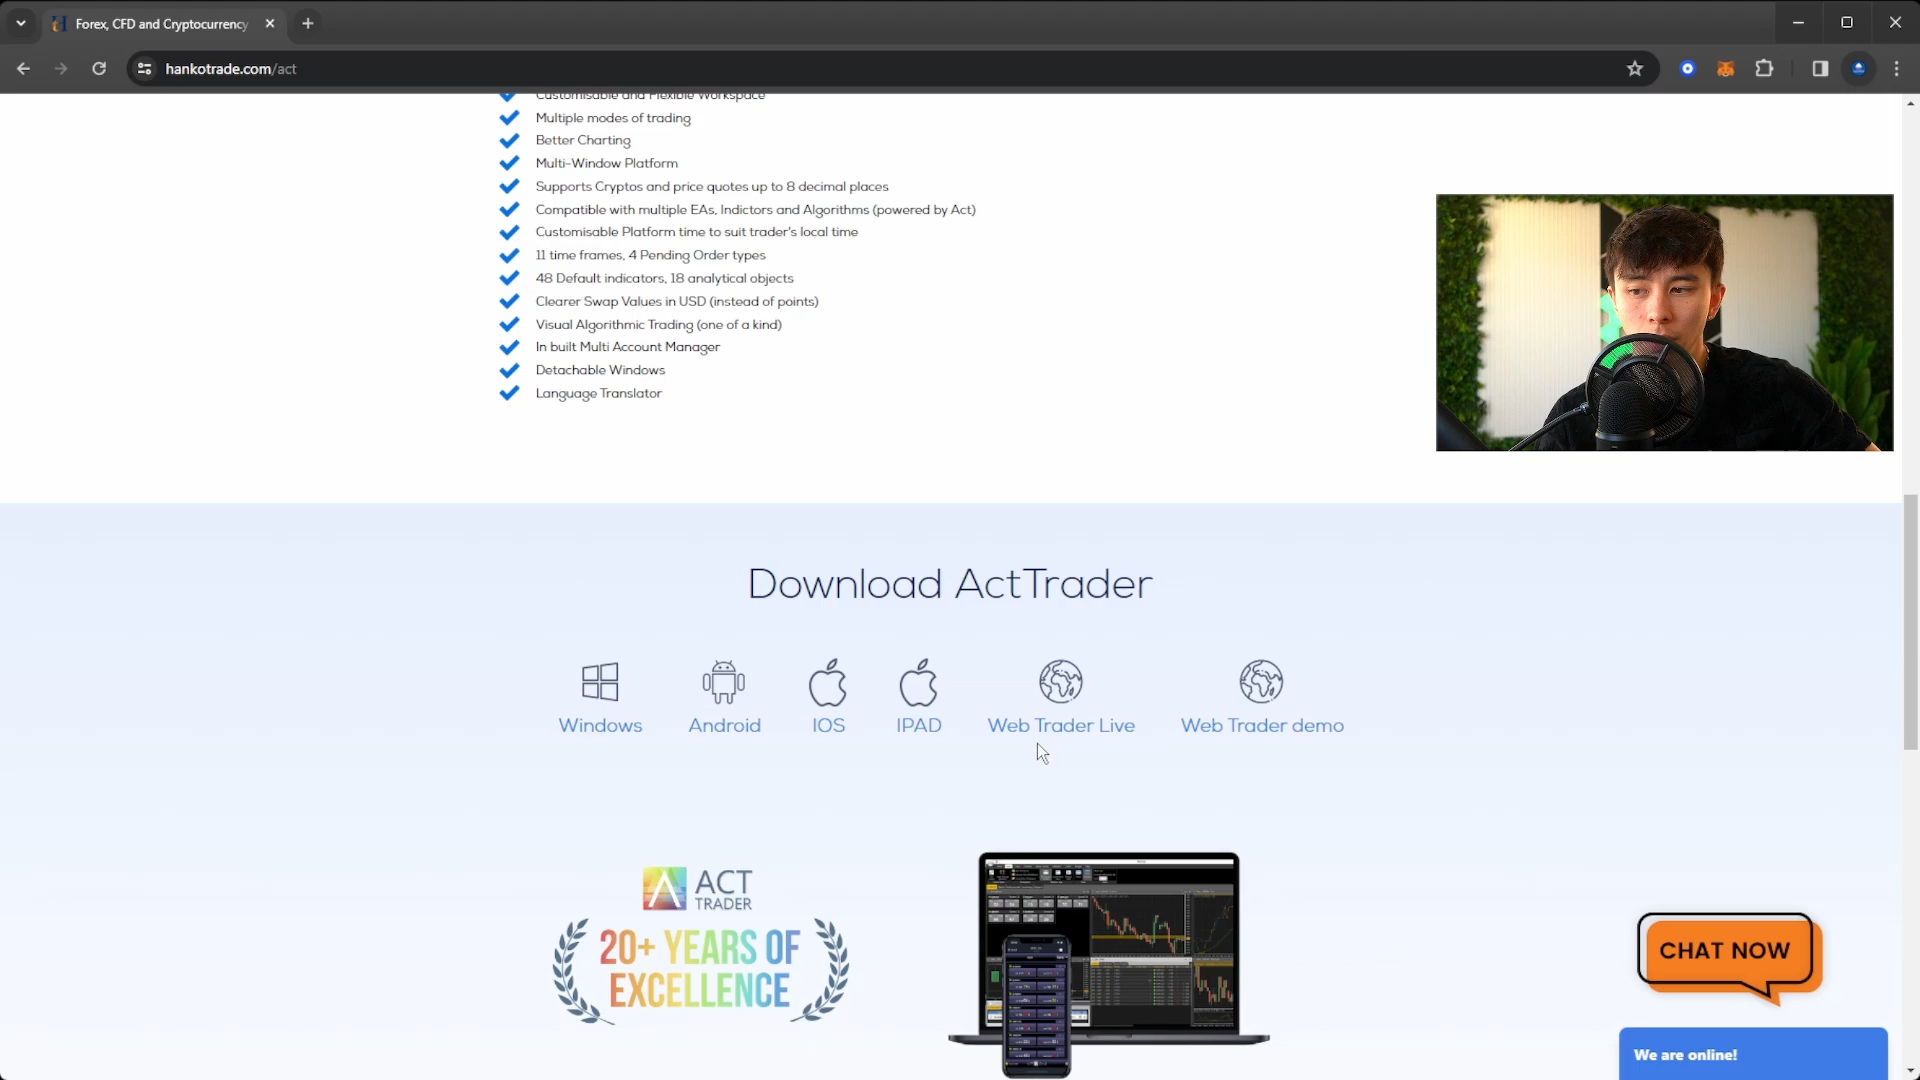 Forex, CFD and Cryptocurrency
hankotrade.com/act
Customisable and Flexible Workspace
Multiple modes of trading
Better Charting
Multi-Window Platform
Supports Cryptos and price quotes up to 8 decimal places
Compatible with multiple EAs, Indictors and Algorithms (powered by Act)
Customisable Platform time to suit trader's local time
11 time frames, 4 Pending Order types
48 Default indicators, 18 analytical objects
Clearer Swap Values in USD (instead of points)
Visual Algorithmic Trading (one of a kind)
In built Multi Account Manager
Detachable Windows
Language Translator
Download ActTrader
Windows
Android
IOS
IPAD
Web Trader Live
Web Trader demo
ACT
TRADER
20+ YEARS OF
EXCELLENCE
CHAT NOW
We are online!